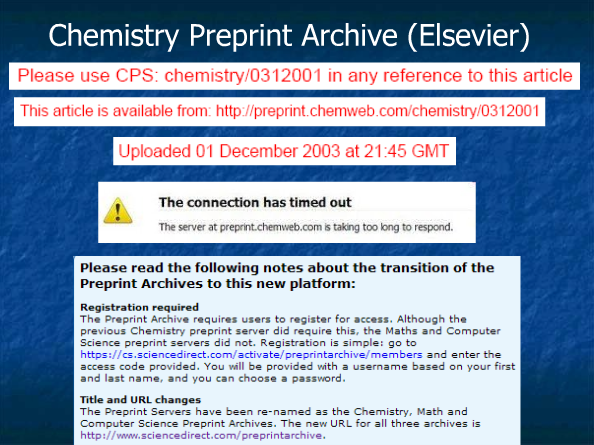 Chemistry Preprint Archive (Elsevier)
Please use CPS: chemistry/0312001 in any reference to this article
This article is available from: http://preprint.chemweb.com/chemistry/0312001
Uploaded 01 December 2003 at 21:45 GMT
The connection has timed out
The server at preprint.chemweb.com is taking too long to respond.
Please read the following notes about the transition of the
Preprint Archives to this new platform:
Registration required
The Preprint Archive requires users to register for access. Although the
previous Chemistry preprint server did require this, the Maths and Computer
Science preprint servers did not. Registration is simple: go to
https://cs.sciencedirect.com/activate/preprintarchive/members and enter the
access code provided. You will be provided with a username based on your first
and last name, and you can choose a password.
Title and URL changes
The Preprint Servers have been re-named as the Chemistry, Math and
Computer Science Preprint Archives. The new URL for all three archives is
http://www.sciencedirect.com/preprintarchive.